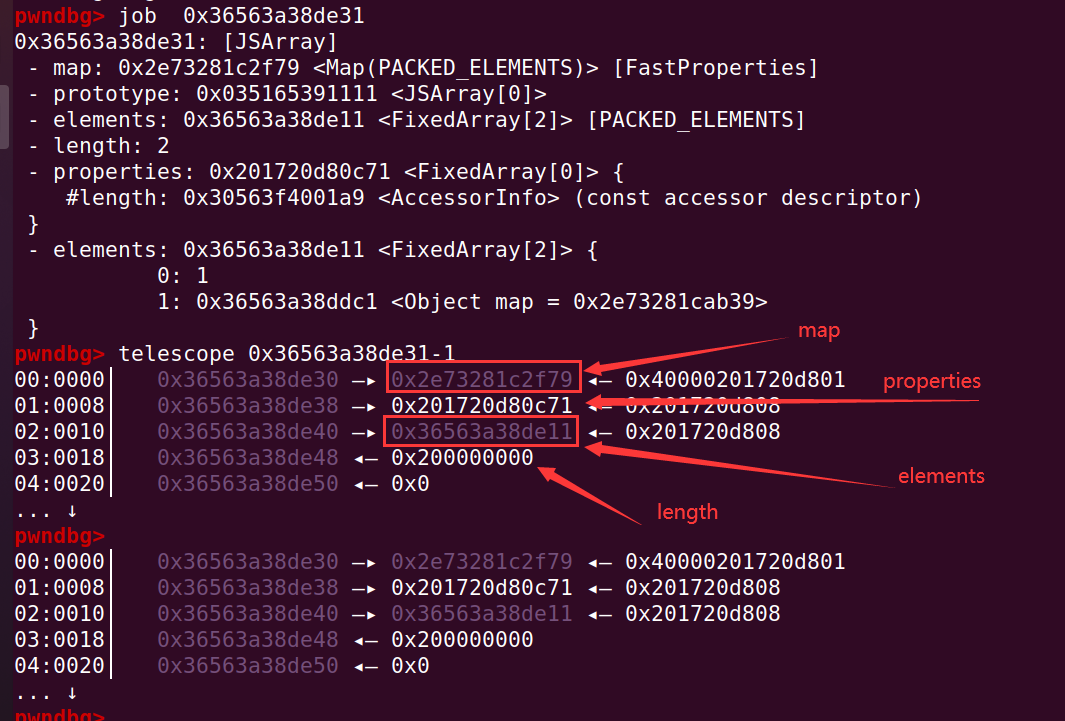 pwndbg> job  0x36563a38de31
0x36563a38de31: [JSArray]
 - map: 0x2e73281c2f79 <Map(PACKED_ELEMENTS)> [FastProperties]
 - prototype: 0x035165391111 <JSArray[0]>
 - elements: 0x36563a38de11 <FixedArray[2]> [PACKED_ELEMENTS]
 - length: 2
 - properties: 0x201720d80c71 <FixedArray[0]> {
    #length: 0x30563f4001a9 <AccessorInfo> (const accessor descriptor)
 }
 - elements: 0x36563a38de11 <FixedArray[2]> {
           0: 1
           1: 0x36563a38ddc1 <Object map = 0x2e73281cab39>
 }
pwndbg> telescope 0x36563a38de31-1
map
00:0000│   0x36563a38de30 —▸ 0x2e73281c2f79 ◂— 0x40000201720d801
properties
01:0008│   0x36563a38de38 —▸ 0x201720d80c71 ◂— 0x201720d808
02:0010│   0x36563a38de40 —▸ 0x36563a38de11 ◂— 0x201720d808
03:0018│   0x36563a38de48 ◂— 0x200000000
elements
04:0020│   0x36563a38de50 ◂— 0x0
... ↓
length
pwndbg>
00:0000│   0x36563a38de30 —▸ 0x2e73281c2f79 ◂— 0x40000201720d801
01:0008│   0x36563a38de38 —▸ 0x201720d80c71 ◂— 0x201720d808
02:0010│   0x36563a38de40 —▸ 0x36563a38de11 ◂— 0x201720d808
03:0018│   0x36563a38de48 ◂— 0x200000000
04:0020│   0x36563a38de50 ◂— 0x0
... ↓
pwndbg>